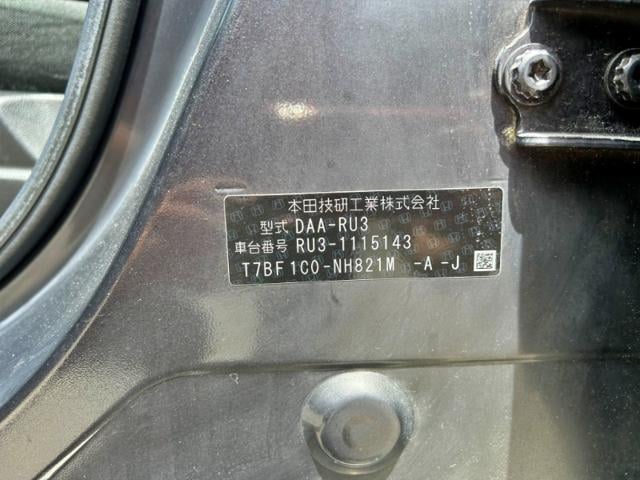 本田技研工業株式会社
型式 DAA-RU3
車台番号 RU3-1115143
T7BF1C0-NH821M -A -J